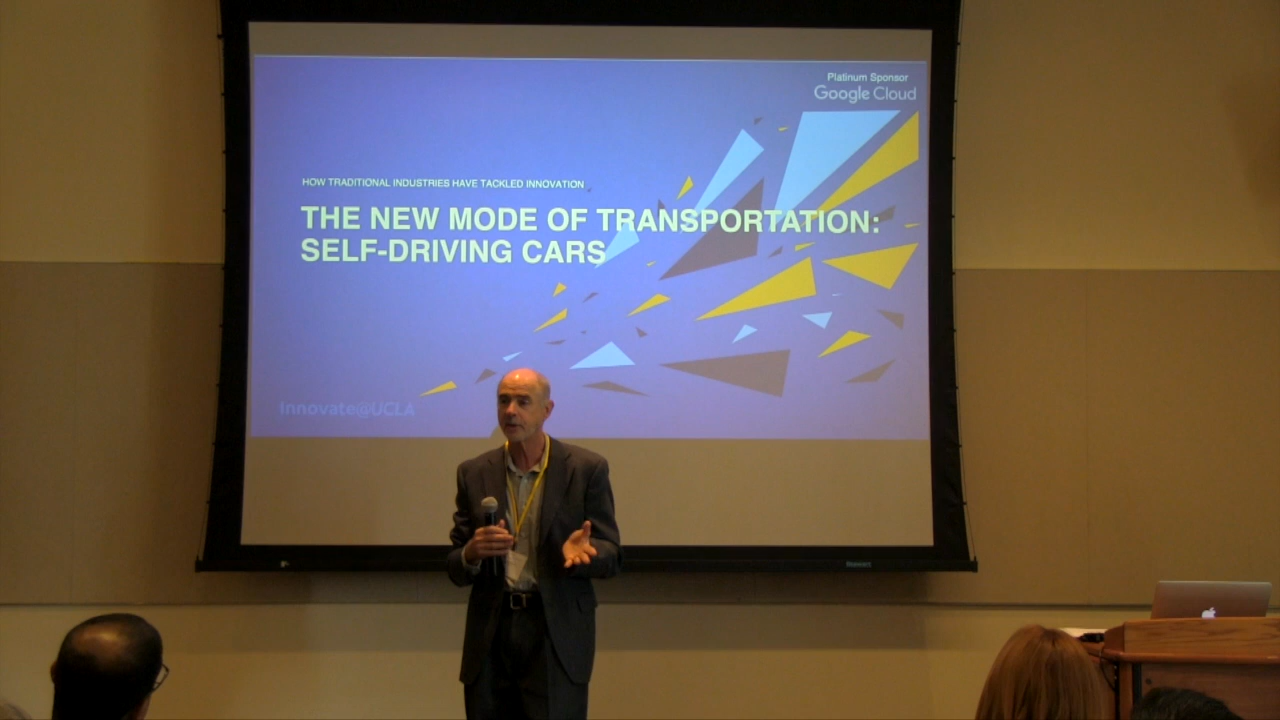 Platinum Sponsor
Google Cloud
HOW TRADITIONAL INDUSTRIES HAVE TACKLED INNOVATION
THE NEW MODE OF TRANSPORTATION:
SELF-DRIVING CARS
innovate@UCLA